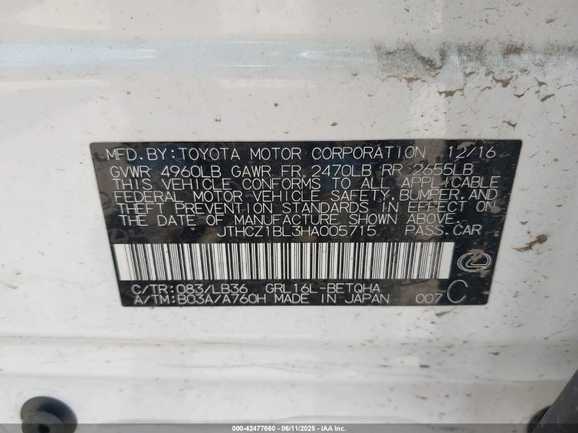 MFD. BY: TOYOTA MOTOR CORPORATION 12/16
GVWR 4960LB GAWR FR 2470LB RR 2655LB
THIS VEHICLE CONFORMS TO ALL APPLICABLE
FEDERAL MOTOR VEHICLE SAFETY, BUMPER, AND
THEFT PREVENTION STANDARDS IN EFFECT ON
THE DATE OF MANUFACTURE SHOWN ABOVE.
JTHCZ1BL3HA005715 PASS. CAR
C/TR: 083/LB36 GRL16L-BETQHA
A/TM: B03A/A760H MADE IN JAPAN 007 C
000-42477660 - 06/11/2025 - IAA Inc.